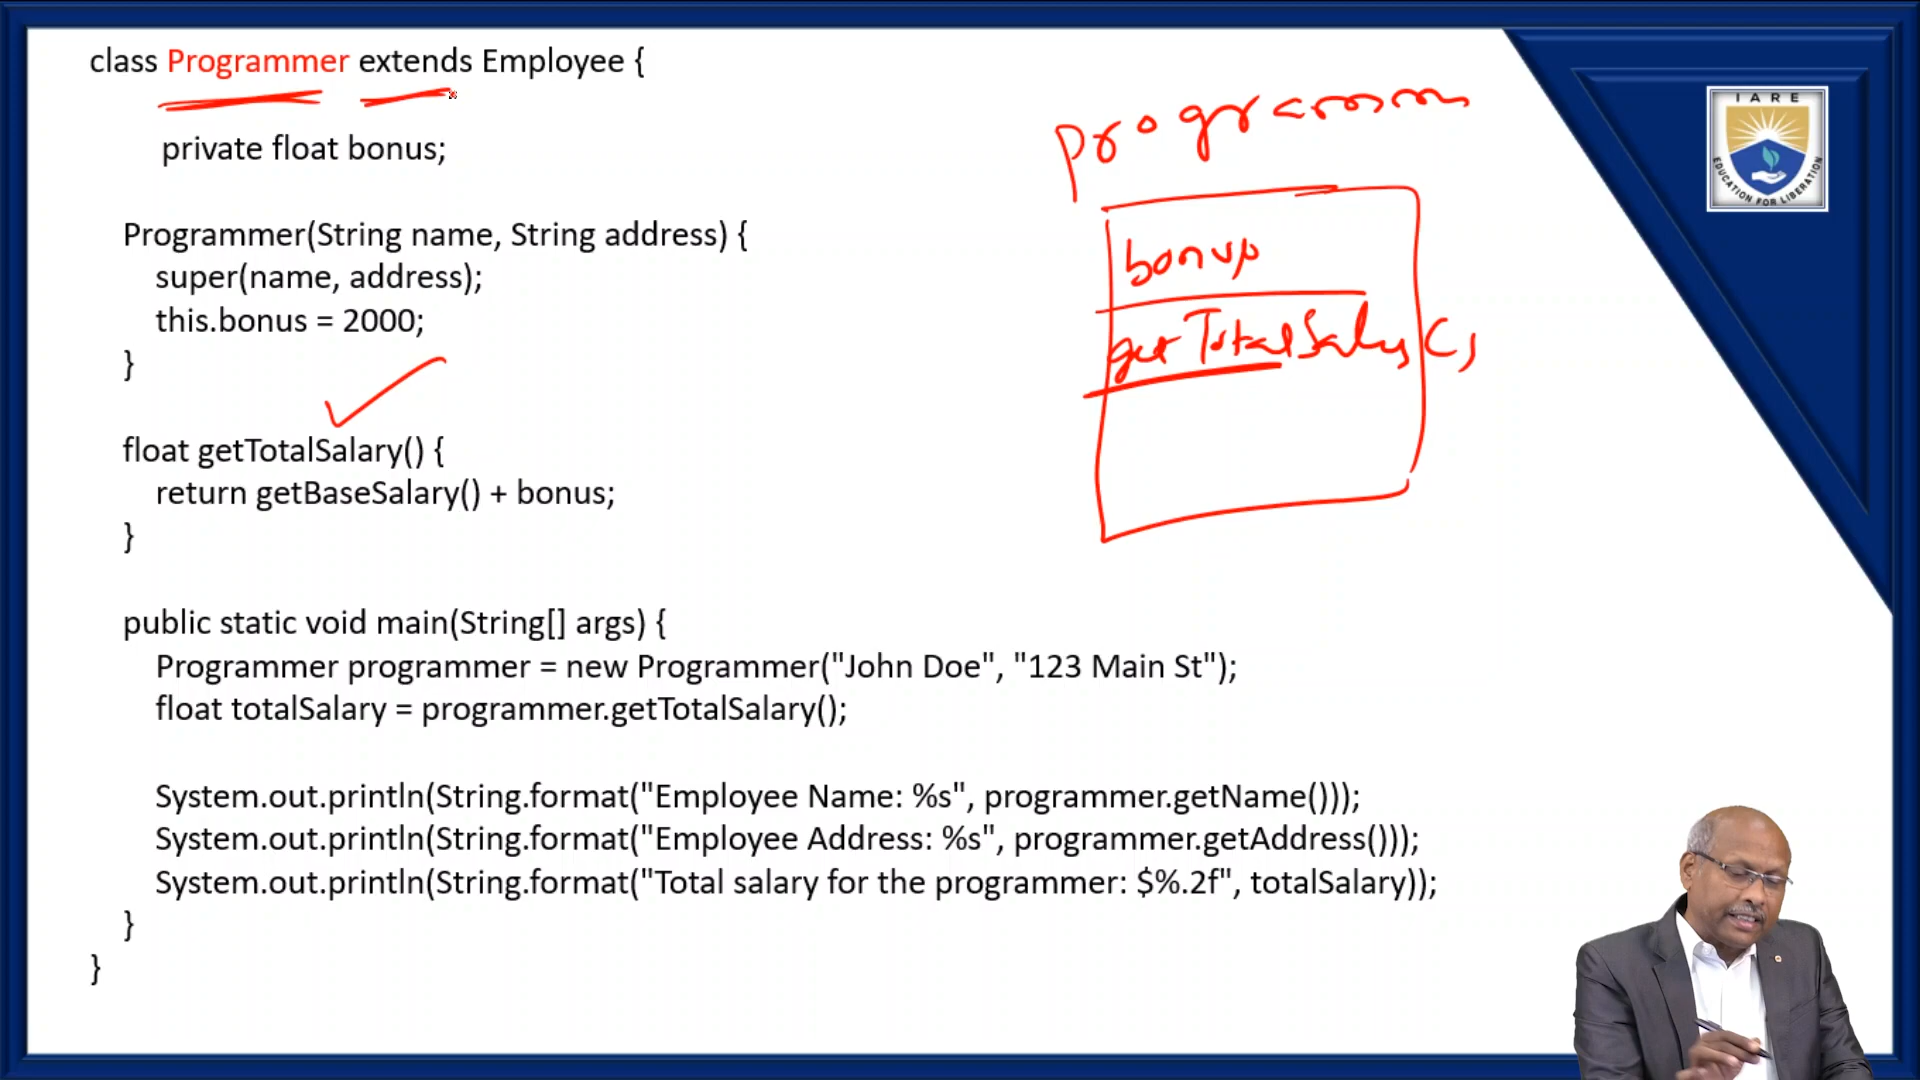 class Programmer extends Employee {
private float bonus;
Programmer(String name, String address) {
super(name, address);
this.bonus = 2000;
}
float getTotalSalary() {
return getBaseSalary() + bonus;
}
public static void main(String[] args) {
Programmer programmer = new Programmer("John Doe", "123 Main St");
float totalSalary = programmer.getTotalSalary();
System.out.println(String.format("Employee Name: %s", programmer.getName()));
System.out.println(String.format("Employee Address: %s", programmer.getAddress()));
System.out.println(String.format("Total salary for the programmer: $%.2f", totalSalary));
}
}
bonus
getTotalSalary()
IARE
EDUCATION FOR LIBERATION